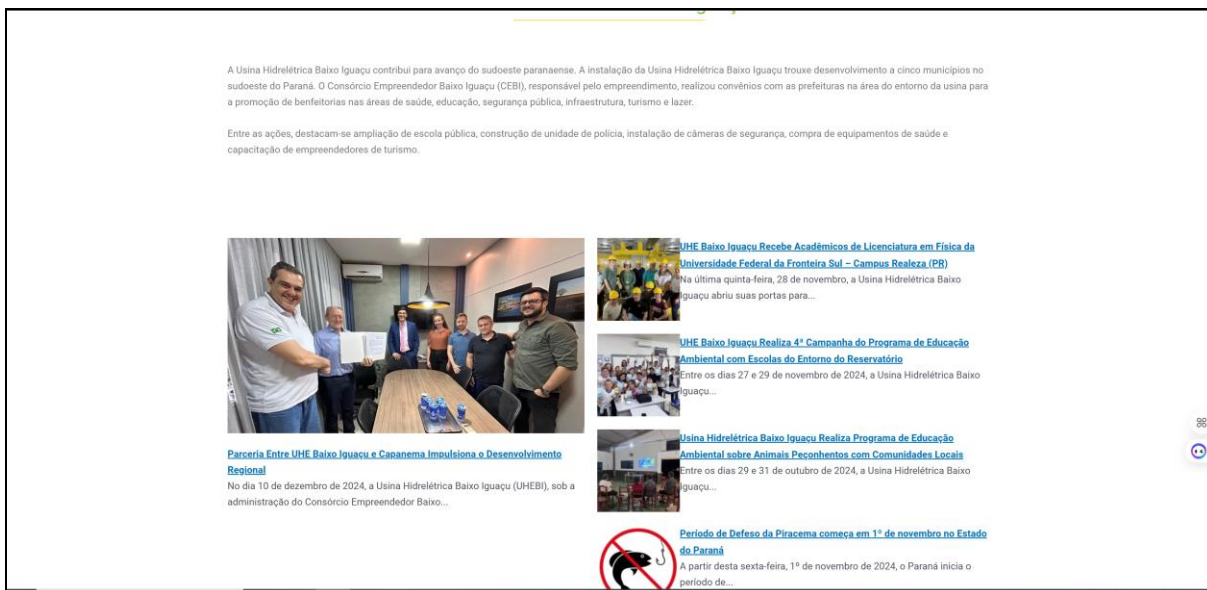 A Usina Hidrelétrica Baixo Iguaçu contribui para avanço do sudoeste paranaense. A instalação da Usina Hidrelétrica Baixo Iguaçu trouxe desenvolvimento a cinco municípios no
sudoeste do Paraná. O Consórcio Empreendedor Baixo Iguaçu (CEBI), responsável pelo empreendimento, realizou convênios com as prefeituras na área do entorno da usina para
a promoção de benfeitorias nas áreas de saúde, educação, segurança pública, infraestrutura, turismo e lazer.
Entre as ações, destacam-se ampliação de escola pública, construção de unidade de polícia, instalação de câmeras de segurança, compra de equipamentos de saúde e
capacitação de empreendedores de turismo.
Parceria Entre UHE Baixo Iguaçu e Capanema Impulsiona o Desenvolvimento
Regional
No dia 10 de dezembro de 2024, a Usina Hidrelétrica Baixo Iguaçu (UHEBI), sob a
administração do Consórcio Empreendedor Baixo...
UHE Baixo Iguaçu Recebe Acadêmicos de Licenciatura em Física da
Universidade Federal da Fronteira Sul – Campus Realeza (PR)
Na última quinta-feira, 28 de novembro, a Usina Hidrelétrica Baixo
Iguaçu abriu suas portas para...
UHE Baixo Iguaçu Realiza 4ª Campanha do Programa de Educação
Ambiental com Escolas do Entorno do Reservatório
Entre os dias 27 e 29 de novembro de 2024, a Usina Hidrelétrica Baixo
Iguaçu...
Usina Hidrelétrica Baixo Iguaçu Realiza Programa de Educação
Ambiental sobre Animais Peçonhentos com Comunidades Locais
Entre os dias 29 e 31 de outubro de 2024, a Usina Hidrelétrica Baixo
Iguaçu...
Período de Defeso da Piracema começa em 1º de novembro no Estado
do Paraná
A partir desta sexta-feira, 1º de novembro de 2024, o Paraná inicia o
período de...